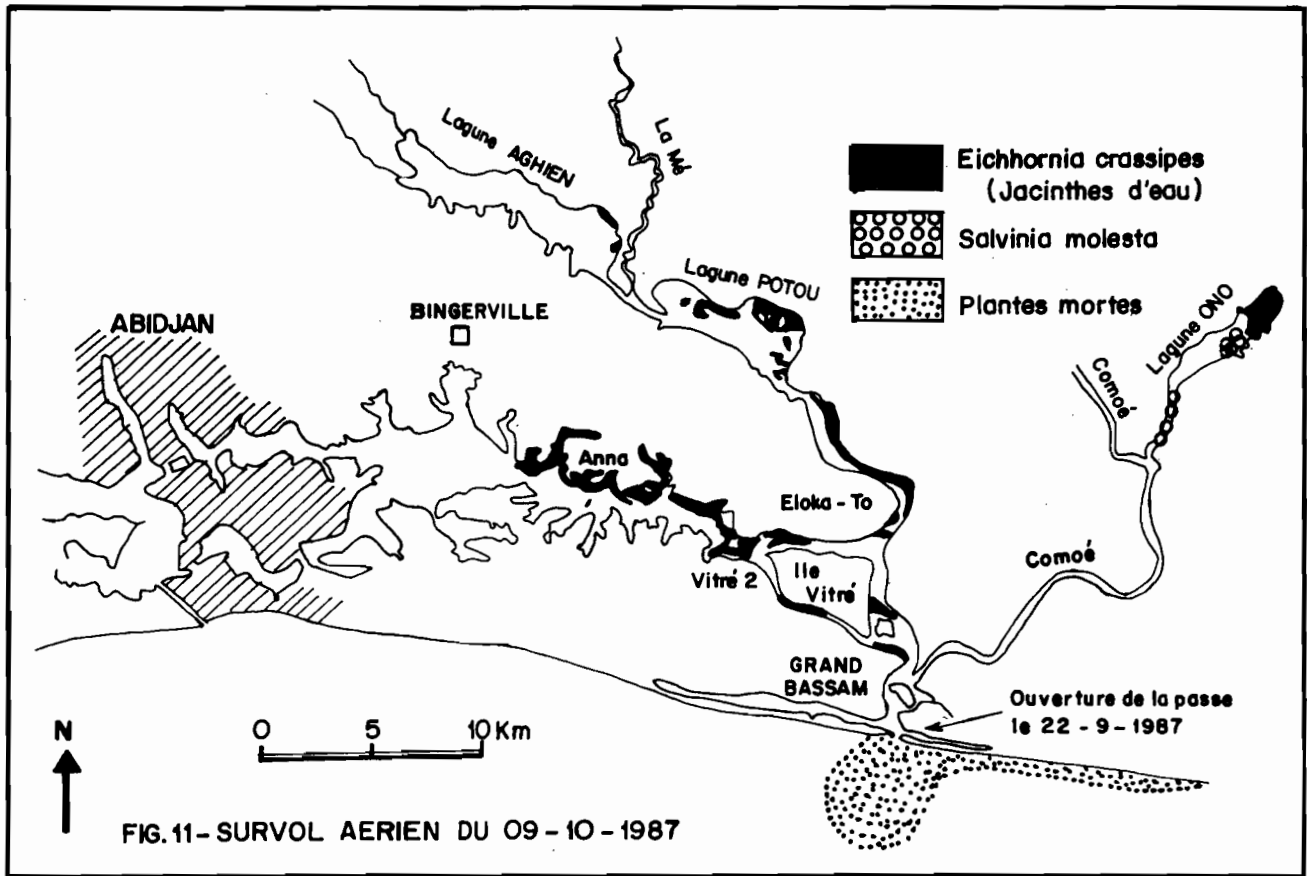 Lagune AGHIEN
La Mé
Eichhornia crassipes
(Jacinthes d'eau)
Salvinia molesta
Plantes mortes
Lagune POTOU
Lagune ONO
ABIDJAN
BINGERVILLE
Comoé
Anna
Eloka - To
Comoé
Vitré 2
Ile
Vitré
GRAND
BASSAM
Ouverture de la passe
le 22 - 9 - 1987
N
0 5 10 Km
FIG. 11 - SURVOL AERIEN DU 09 - 10 - 1987